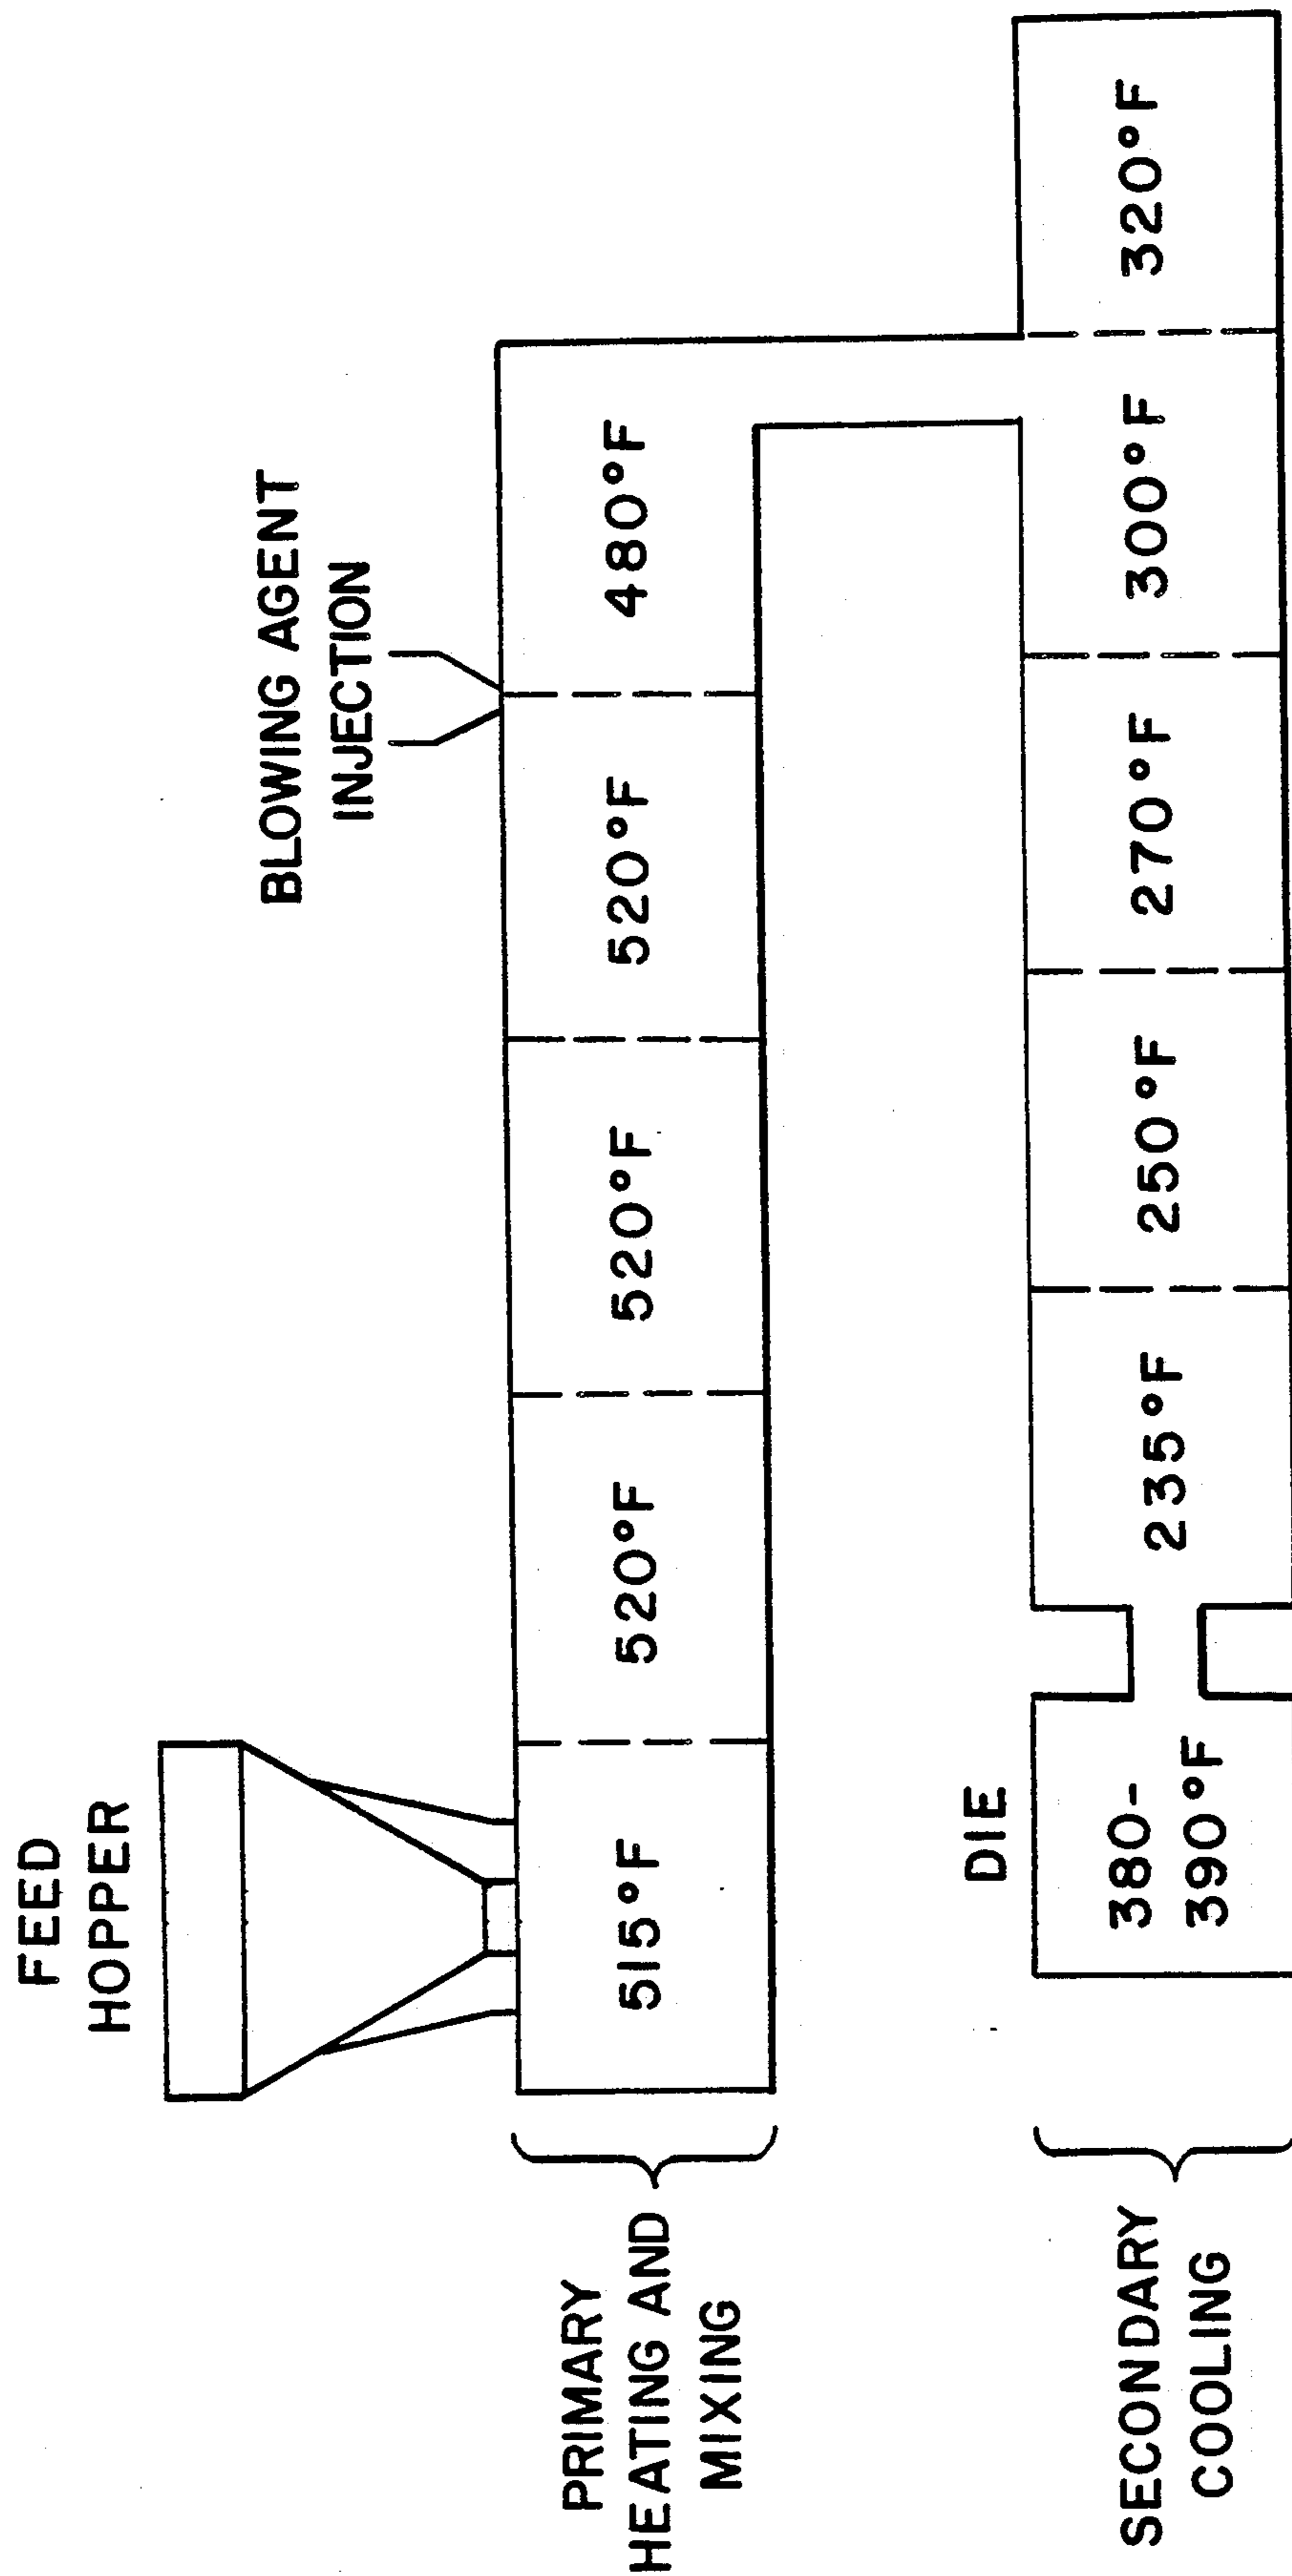 FEED
HOPPER
BLOWING AGENT
INJECTION
PRIMARY
HEATING AND
MIXING
515°F
520°F
520°F
520°F
480°F
DIE
SECONDARY
COOLING
380-
390°F
235°F
250°F
270°F
300°F
320°F